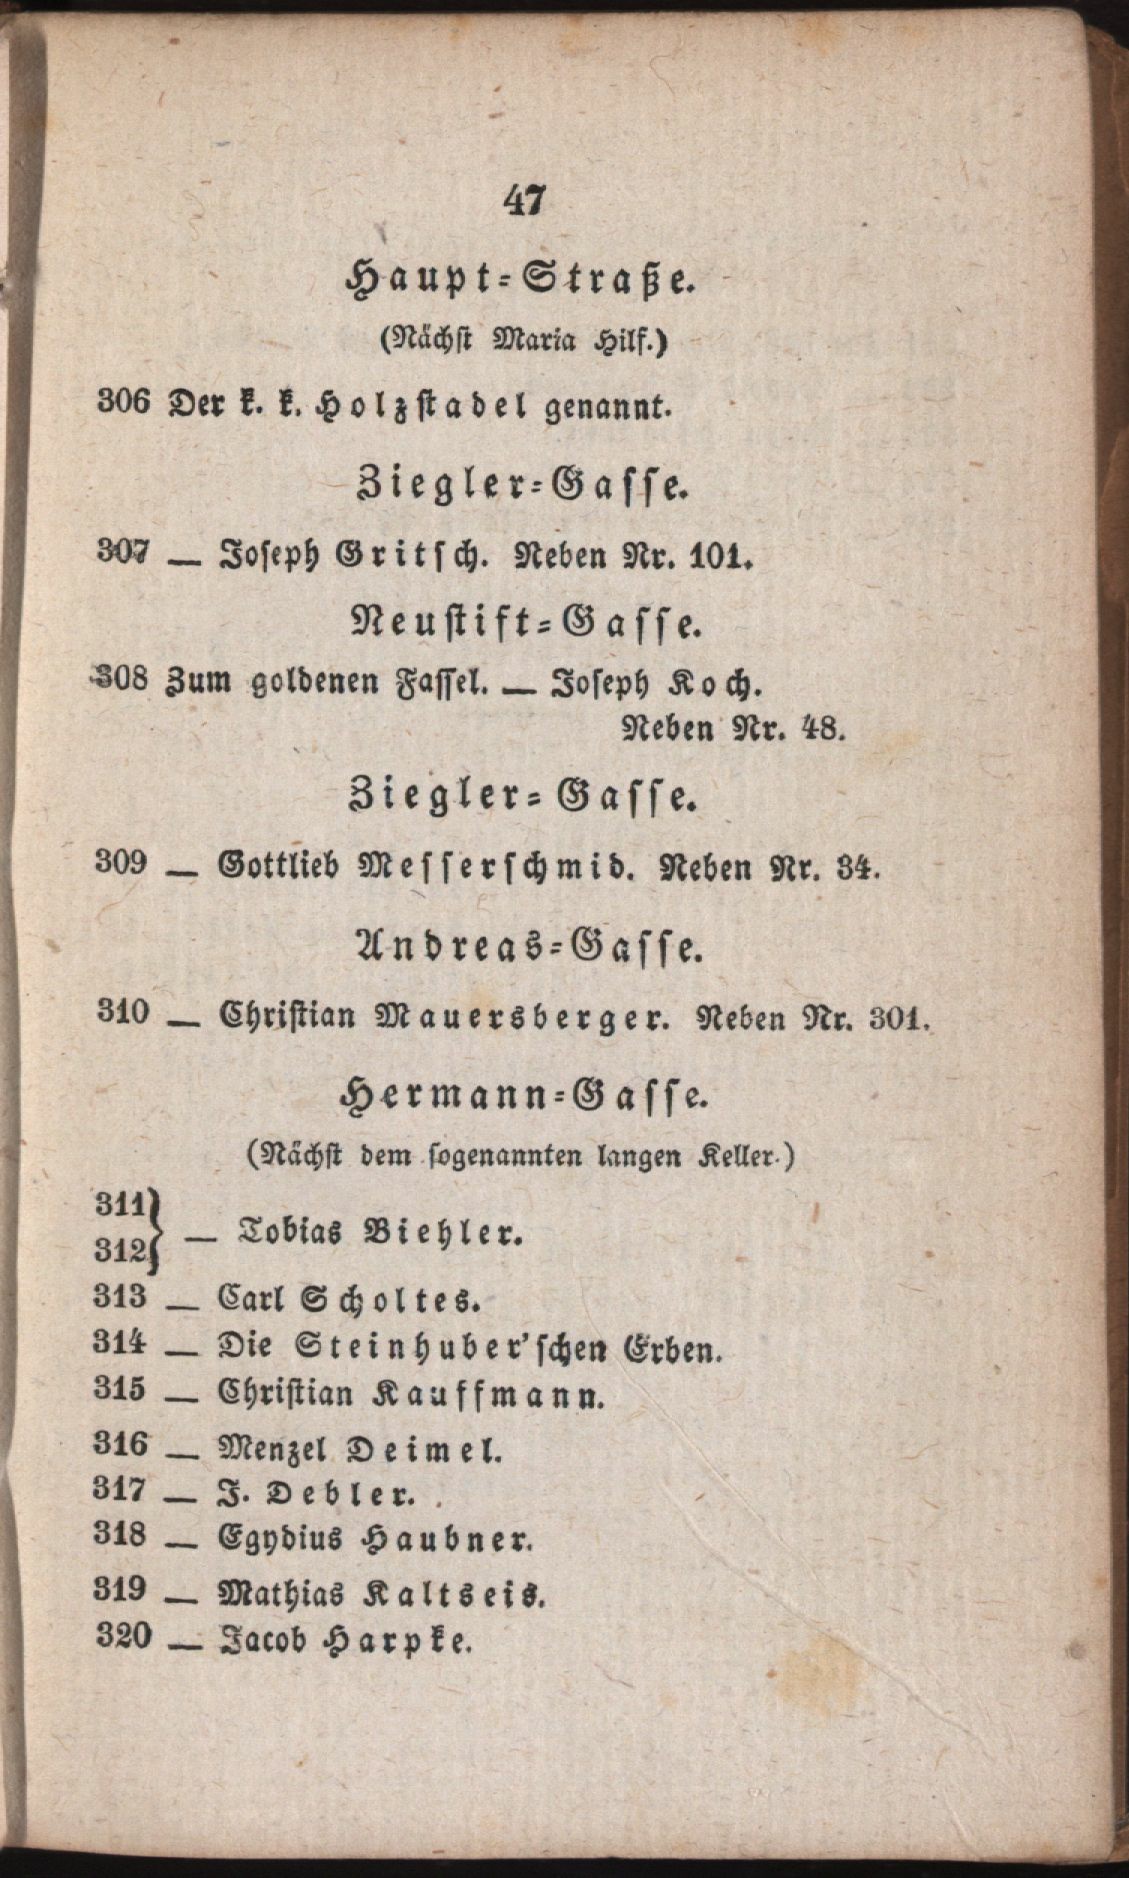 47
Haupt-Straße.
(Nächst Maria Hilf.)
306 Der k. k. Holzstadel genannt.
Ziegler-Gasse.
307 — Joseph Gritsch. Neben Nr. 101.
Neustift-Gasse.
308 Zum goldenen Fassel. — Joseph Koch.
Neben Nr. 48.
Ziegler-Gasse.
309 — Gottlieb Messerschmid. Neben Nr. 34.
Andreas-Gasse.
310 — Christian Mauersberger. Neben Nr. 301.
Hermann-Gasse.
(Nächst dem sogenannten langen Keller.)
311
312} — Tobias Biehler.
313 — Carl Scholtes.
314 — Die Steinhuber'schen Erben.
315 — Christian Kauffmann.
316 — Menzel Deimel.
317 — J. Debler.
318 — Egydius Haubner.
319 — Mathias Kaltseis.
320 — Jacob Harpke.